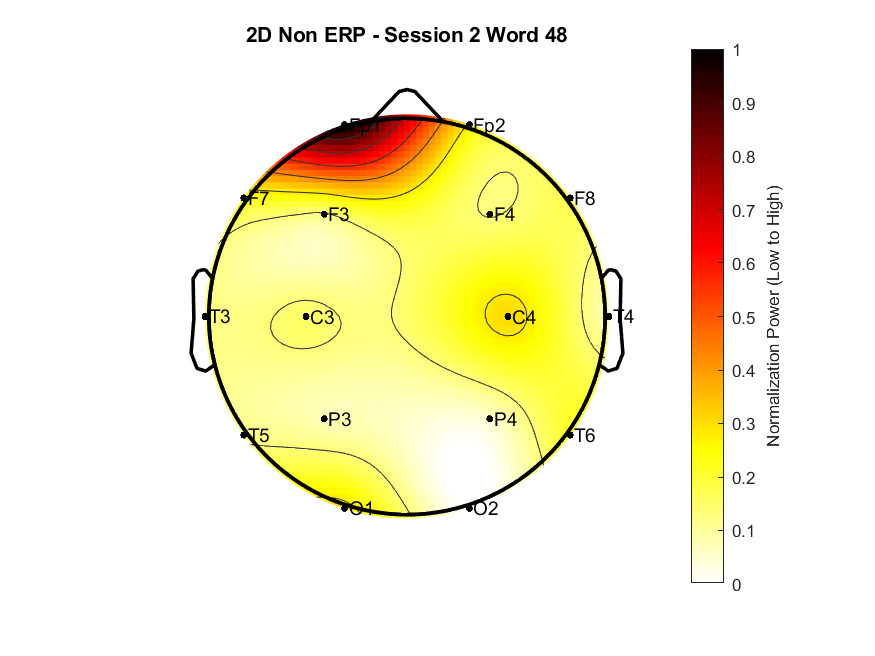 2D Non ERP - Session 2 Word 48
Fp1 Fp2
F7 F8
F3 F4
T3 C3 C4 T4
P3 P4
T5 T6
O1 O2
1
0.9
0.8
0.7
0.6
0.5
0.4
0.3
0.2
0.1
0
Normalization Power (Low to High)